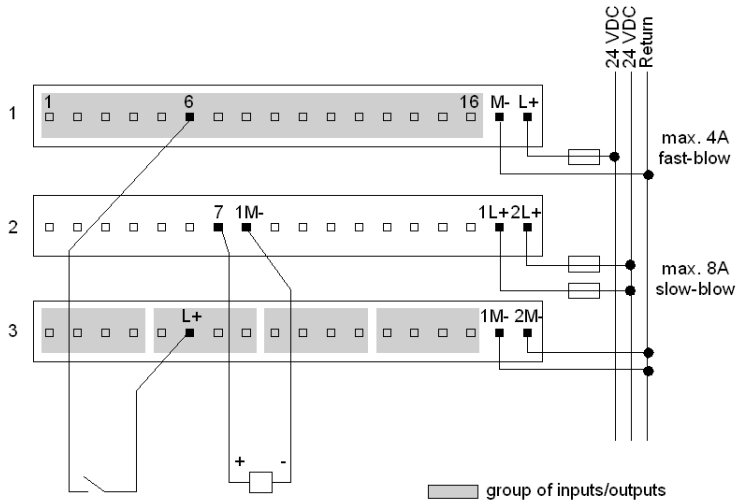 24 VDC
24 VDC
Return
1
1
6
16
M-
L+
max. 4A
fast-blow
2
7
1M-
1L+
2L+
max. 8A
slow-blow
3
L+
1M-
2M-
+
-
group of inputs/outputs